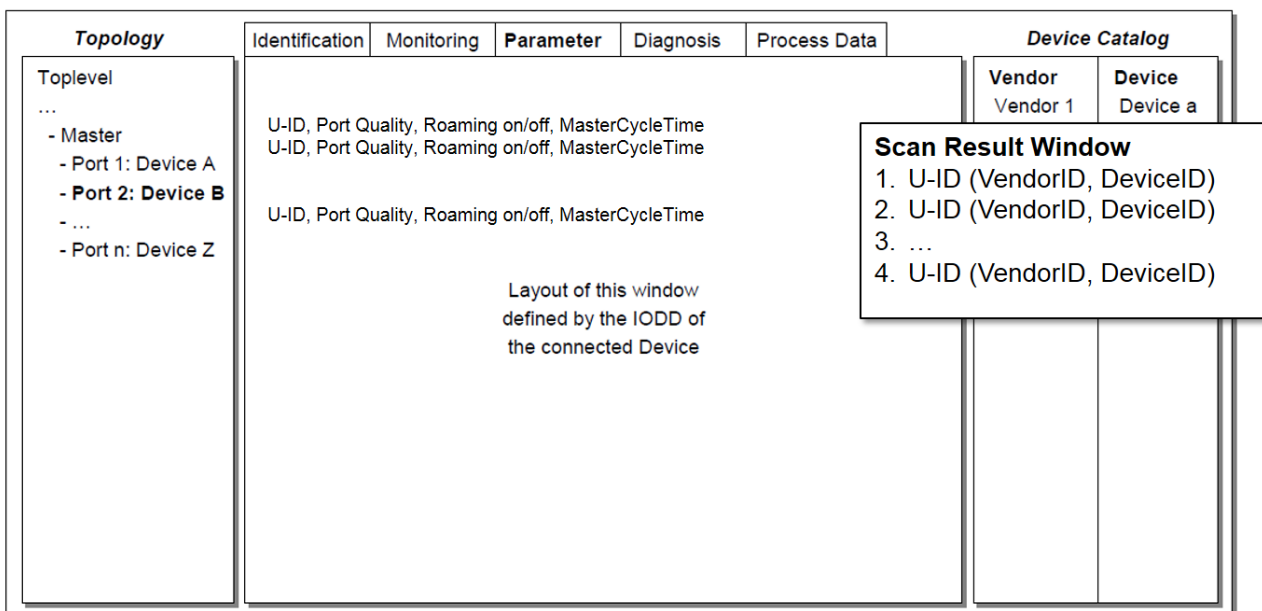 Topology
Toplevel
...
- Master
- Port 1: Device A
- Port 2: Device B
- ...
- Port n: Device Z
Identification Monitoring Parameter Diagnosis Process Data
U-ID, Port Quality, Roaming on/off, MasterCycleTime
U-ID, Port Quality, Roaming on/off, MasterCycleTime
U-ID, Port Quality, Roaming on/off, MasterCycleTime
Layout of this window
defined by the IODD of
the connected Device
Device Catalog
Vendor Device
Vendor 1 Device a
Scan Result Window
1. U-ID (VendorID, DeviceID)
2. U-ID (VendorID, DeviceID)
3. ...
4. U-ID (VendorID, DeviceID)